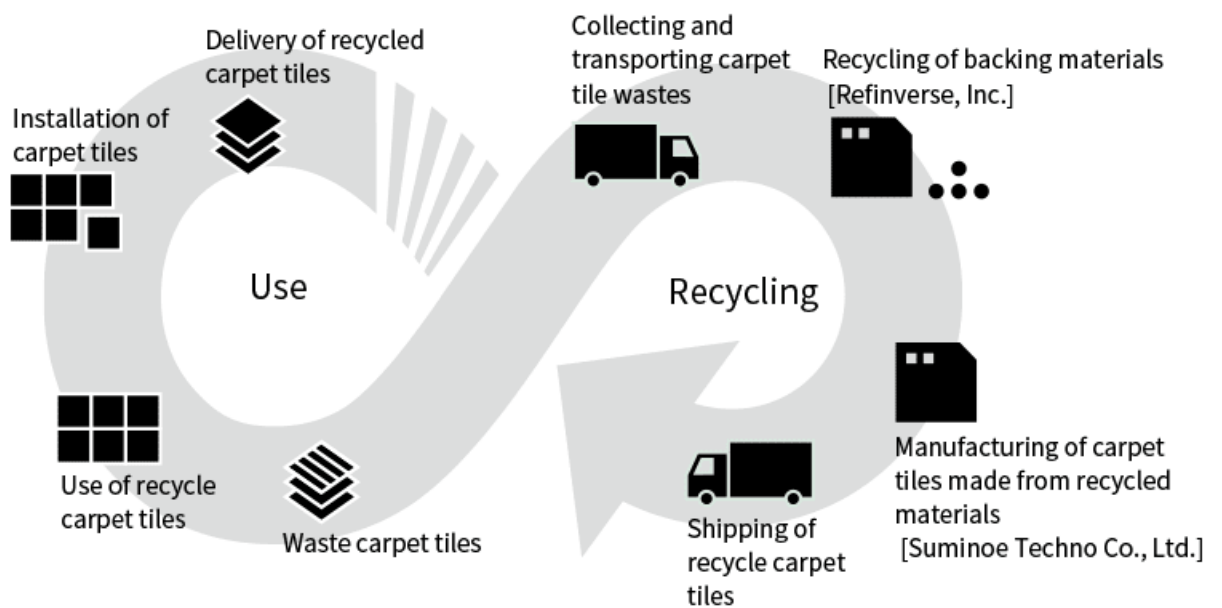 Delivery of recycled
carpet tiles
Installation of
carpet tiles
Use
Use of recycle
carpet tiles
Waste carpet tiles
Collecting and
transporting carpet
tile wastes
Recycling of backing materials
[Refinverse, Inc.]
Recycling
Manufacturing of carpet
tiles made from recycled
materials
[Suminoe Techno Co., Ltd.]
Shipping of
recycle carpet
tiles